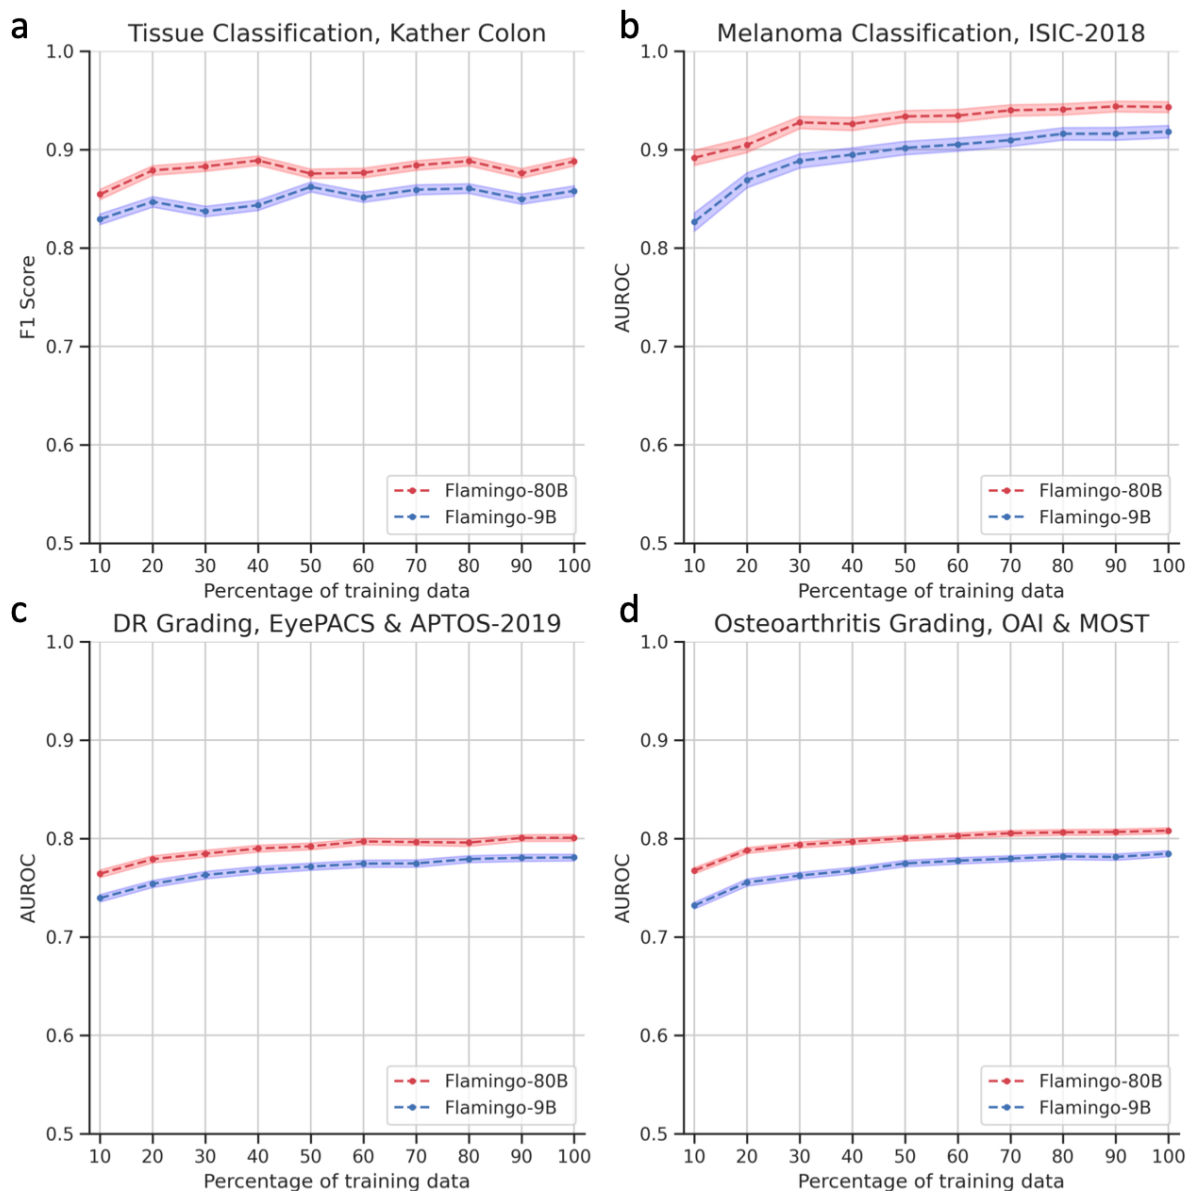 a
Tissue Classification, Kather Colon
1.0
0.9
0.8
0.7
0.6
0.5
F1 Score
Flamingo-80B
Flamingo-9B
10 20 30 40 50 60 70 80 90 100
Percentage of training data
b
Melanoma Classification, ISIC-2018
1.0
0.9
0.8
0.7
0.6
0.5
AUROC
Flamingo-80B
Flamingo-9B
10 20 30 40 50 60 70 80 90 100
Percentage of training data
c
DR Grading, EyePACS & APTOS-2019
1.0
0.9
0.8
0.7
0.6
0.5
AUROC
Flamingo-80B
Flamingo-9B
10 20 30 40 50 60 70 80 90 100
Percentage of training data
d
Osteoarthritis Grading, OAI & MOST
1.0
0.9
0.8
0.7
0.6
0.5
AUROC
Flamingo-80B
Flamingo-9B
10 20 30 40 50 60 70 80 90 100
Percentage of training data